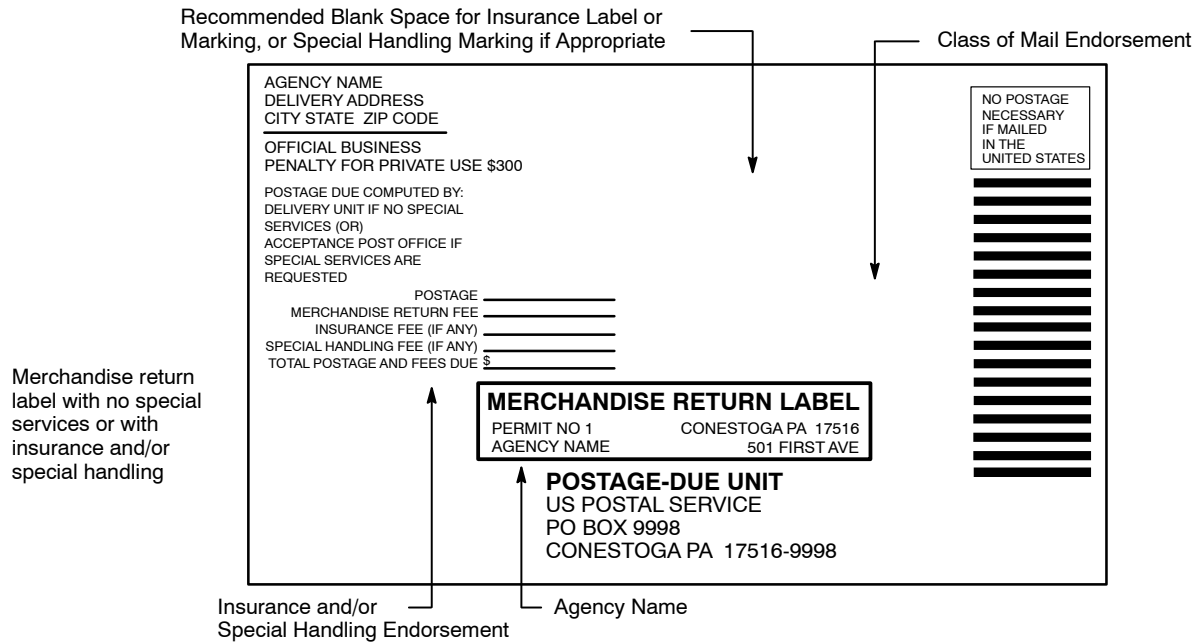 Recommended Blank Space for Insurance Label or
Marking, or Special Handling Marking if Appropriate
Class of Mail Endorsement
AGENCY NAME
DELIVERY ADDRESS
CITY STATE ZIP CODE
OFFICIAL BUSINESS
PENALTY FOR PRIVATE USE $300
POSTAGE DUE COMPUTED BY:
DELIVERY UNIT IF NO SPECIAL
SERVICES (OR)
ACCEPTANCE POST OFFICE IF
SPECIAL SERVICES ARE
REQUESTED
POSTAGE
MERCHANDISE RETURN FEE
INSURANCE FEE (IF ANY)
SPECIAL HANDLING FEE (IF ANY)
TOTAL POSTAGE AND FEES DUE $
NO POSTAGE
NECESSARY
IF MAILED
IN THE
UNITED STATES
Merchandise return
label with no special
services or with
insurance and/or
special handling
MERCHANDISE RETURN LABEL
PERMIT NO 1 CONESTOGA PA 17516
AGENCY NAME 501 FIRST AVE
POSTAGE-DUE UNIT
US POSTAL SERVICE
PO BOX 9998
CONESTOGA PA 17516-9998
Insurance and/or
Special Handling Endorsement
Agency Name